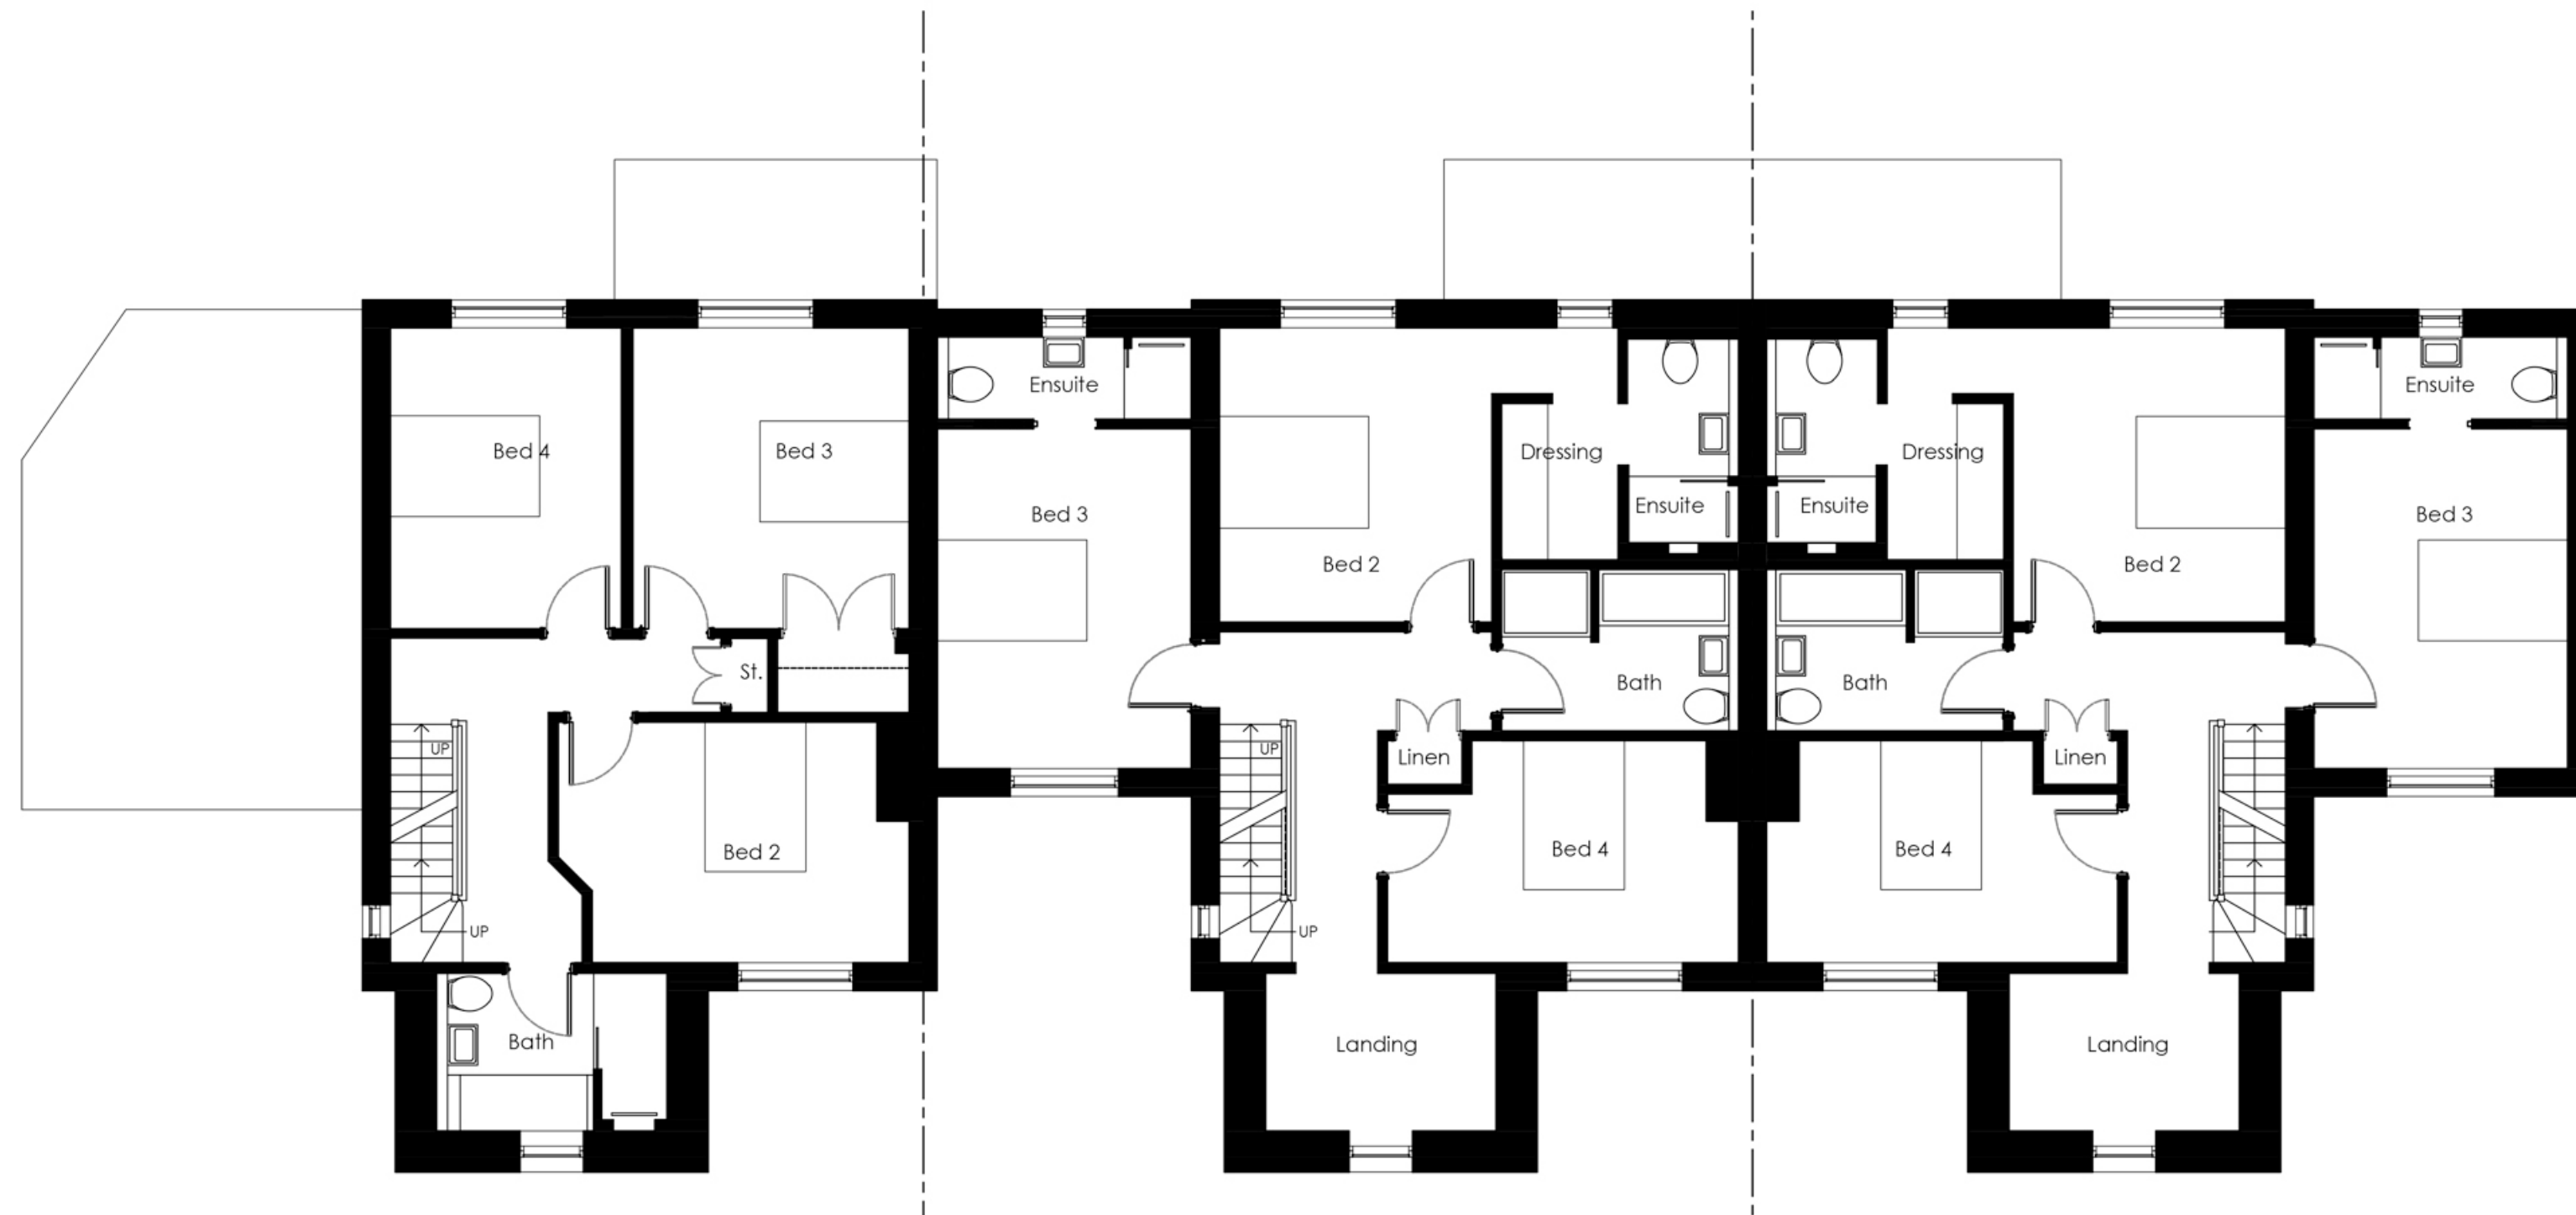 Bed 4
Bed 3
St.
UP
Bed 2
UP
Bath
Ensuite
Bed 3
Dressing
Ensuite
Bed 2
Bath
UP
Linen
Bed 4
UP
Landing
Dressing
Ensuite
Bed 2
Bath
Linen
Bed 4
Landing
Ensuite
Bed 3